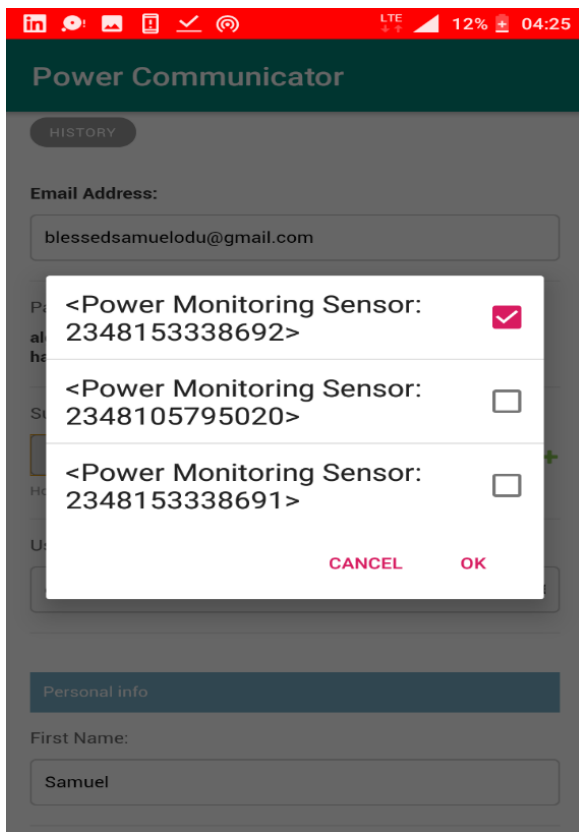 in LTE 12% 04:25
Power Communicator
HISTORY
Email Address:
blessedsamuelodu@gmail.com
<Power Monitoring Sensor:
2348153338692>
<Power Monitoring Sensor:
2348105795020>
<Power Monitoring Sensor:
2348153338691>
CANCEL OK
Personal info
First Name:
Samuel